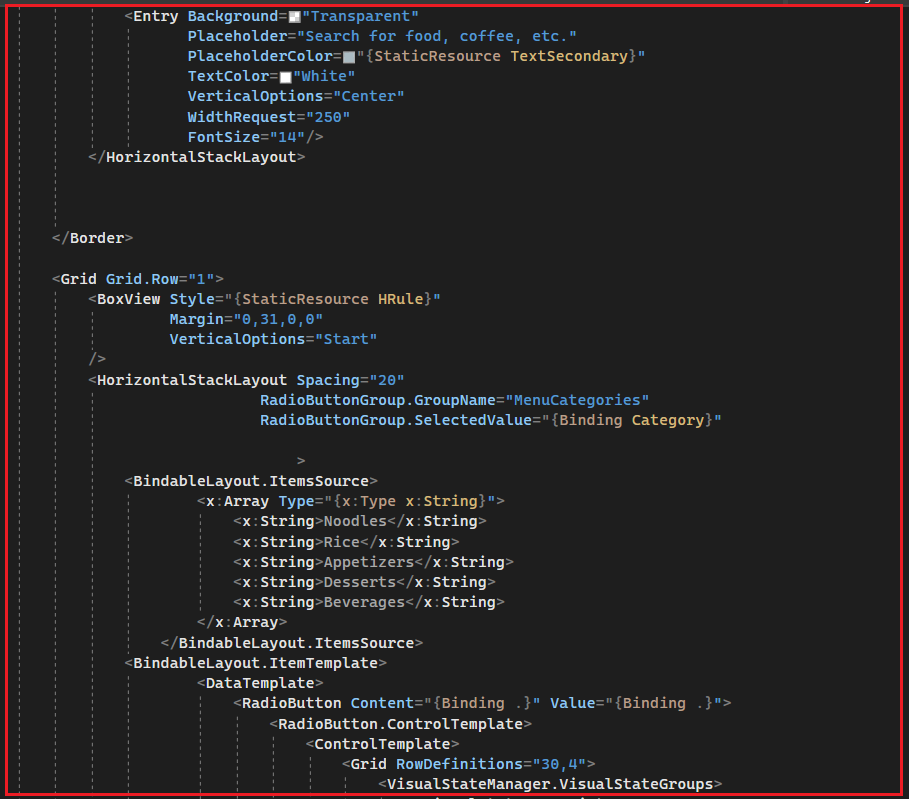 <Entry Background="Transparent"
Placeholder="Search for food, coffee, etc."
PlaceholderColor="{StaticResource TextSecondary}"
TextColor="White"
VerticalOptions="Center"
WidthRequest="250"
FontSize="14"/>
</HorizontalStackLayout>
</Border>
<Grid Grid.Row="1">
<BoxView Style="{StaticResource HRule}"
Margin="0,31,0,0"
VerticalOptions="Start"
/>
<HorizontalStackLayout Spacing="20"
RadioButtonGroup.GroupName="MenuCategories"
RadioButtonGroup.SelectedValue="{Binding Category}"
>
<BindableLayout.ItemsSource>
<x:Array Type="{x:Type x:String}">
<x:String>Noodles</x:String>
<x:String>Rice</x:String>
<x:String>Appetizers</x:String>
<x:String>Desserts</x:String>
<x:String>Beverages</x:String>
</x:Array>
</BindableLayout.ItemsSource>
<BindableLayout.ItemTemplate>
<DataTemplate>
<RadioButton Content="{Binding .}" Value="{Binding .}">
<RadioButton.ControlTemplate>
<ControlTemplate>
<Grid RowDefinitions="30,4">
<VisualStateManager.VisualStateGroups>